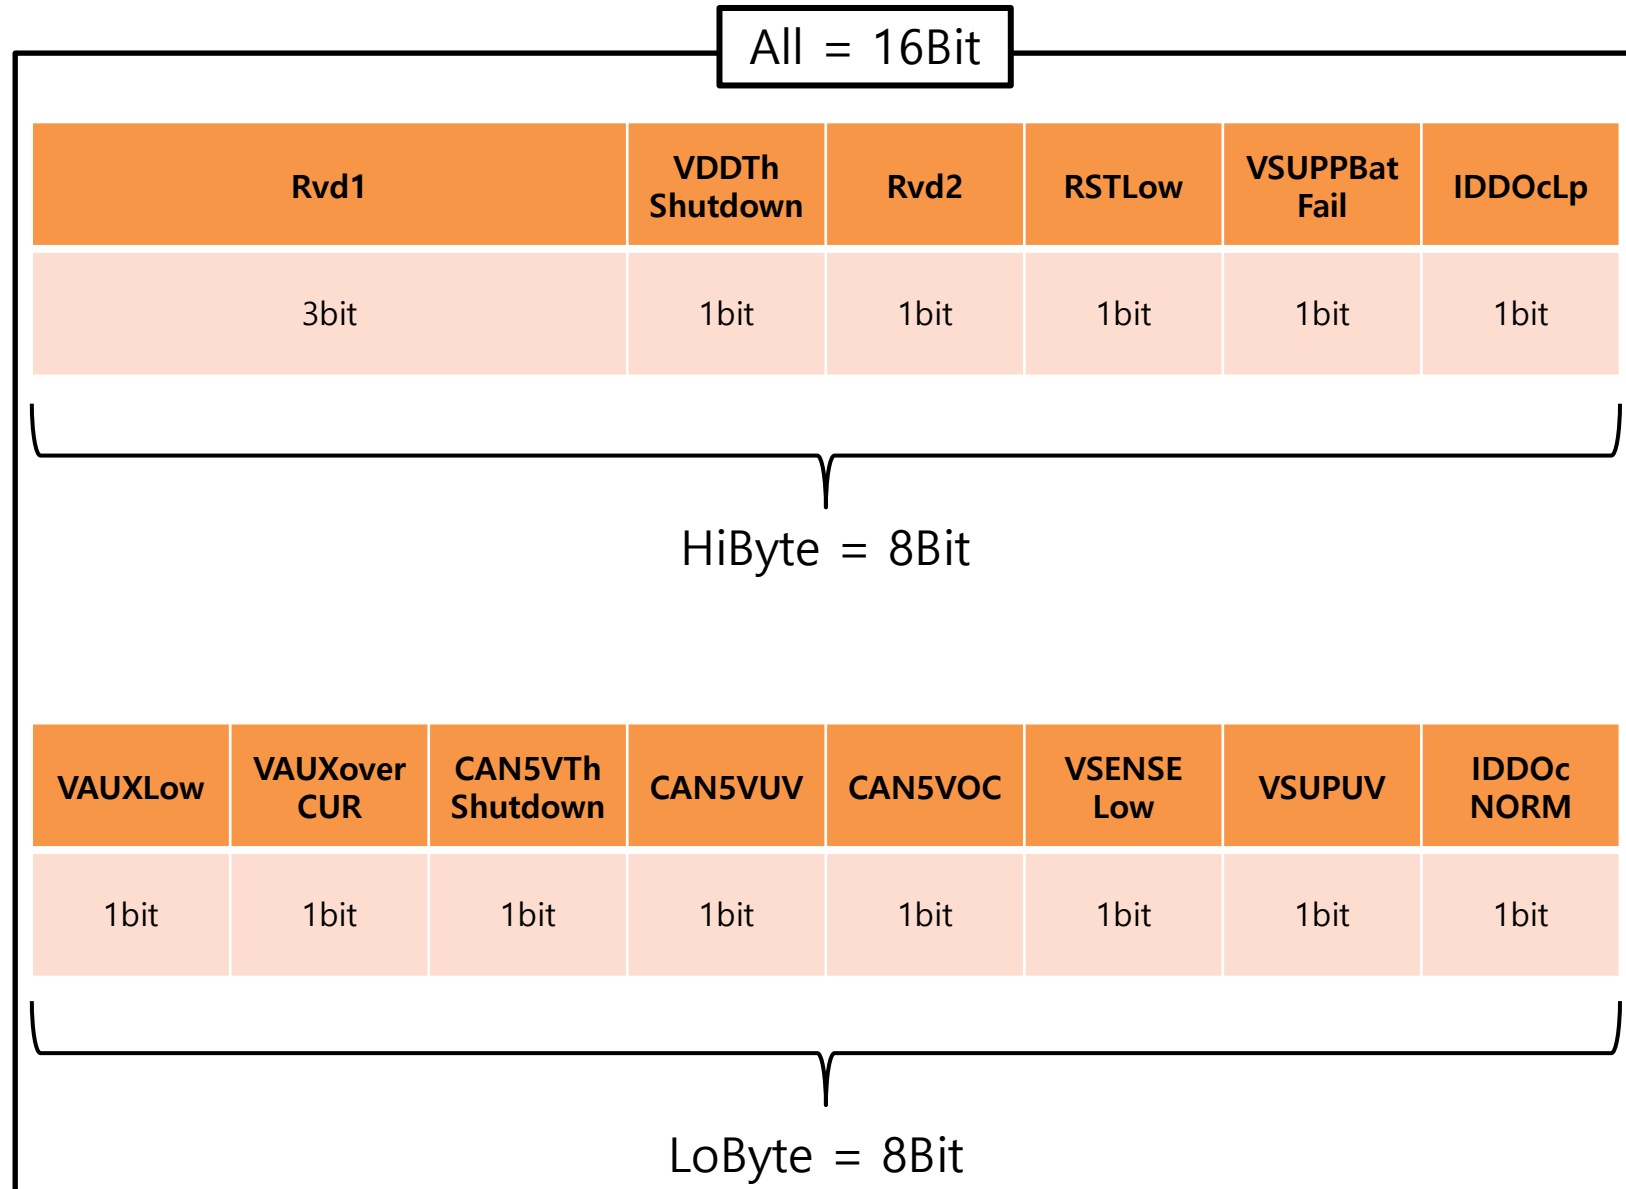 All = 16Bit
Rvd1
VDDTh
Shutdown
Rvd2
RSTLow
VSUPPBat
Fail
IDDOcLp
3bit
1bit
1bit
1bit
1bit
1bit
HiByte = 8Bit
VAUXLow
VAUXover
CUR
CAN5VTh
Shutdown
CAN5VUV
CAN5VOC
VSENSE
Low
VSUPUV
IDDOc
NORM
1bit
1bit
1bit
1bit
1bit
1bit
1bit
1bit
LoByte = 8Bit